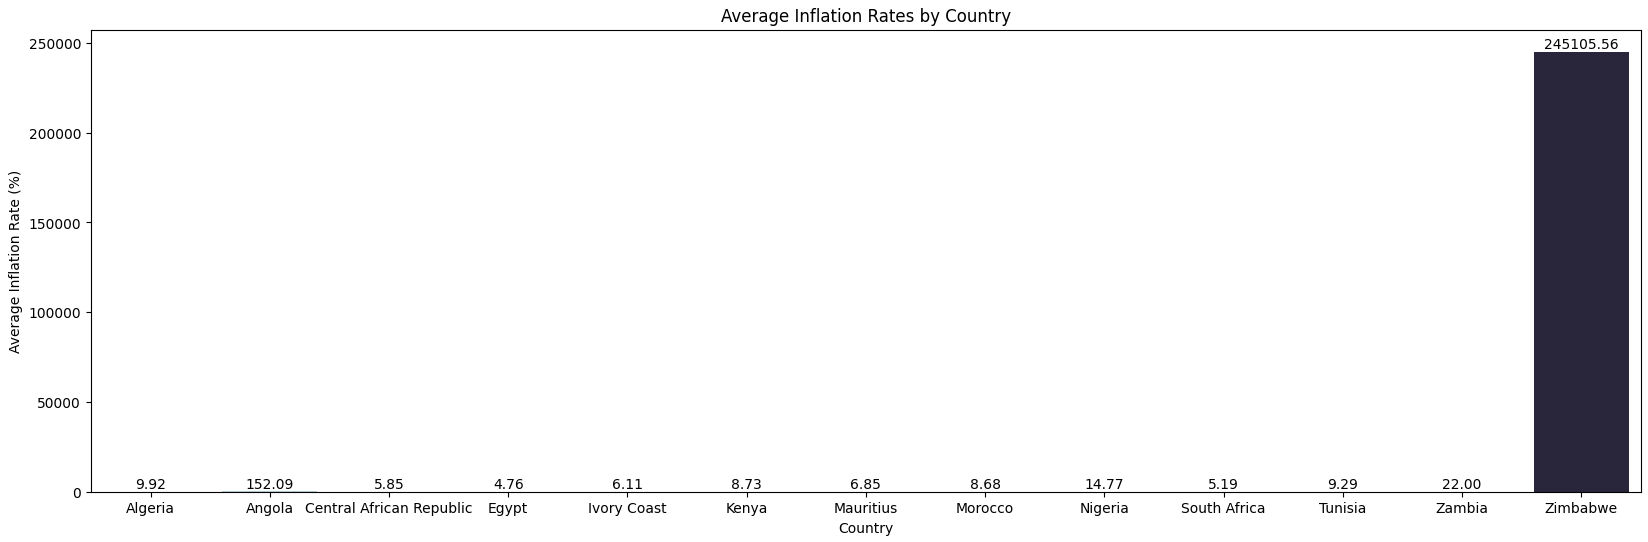 Average Inflation Rates by Country
Average Inflation Rate (%)
250000
200000
150000
100000
50000
0
9.92 152.09 5.85 4.76 6.11 8.73 6.85 8.68 14.77 5.19 9.29 22.00 245105.56
Algeria Angola Central African Republic Egypt Ivory Coast Kenya Mauritius Morocco Nigeria South Africa Tunisia Zambia Zimbabwe
Country